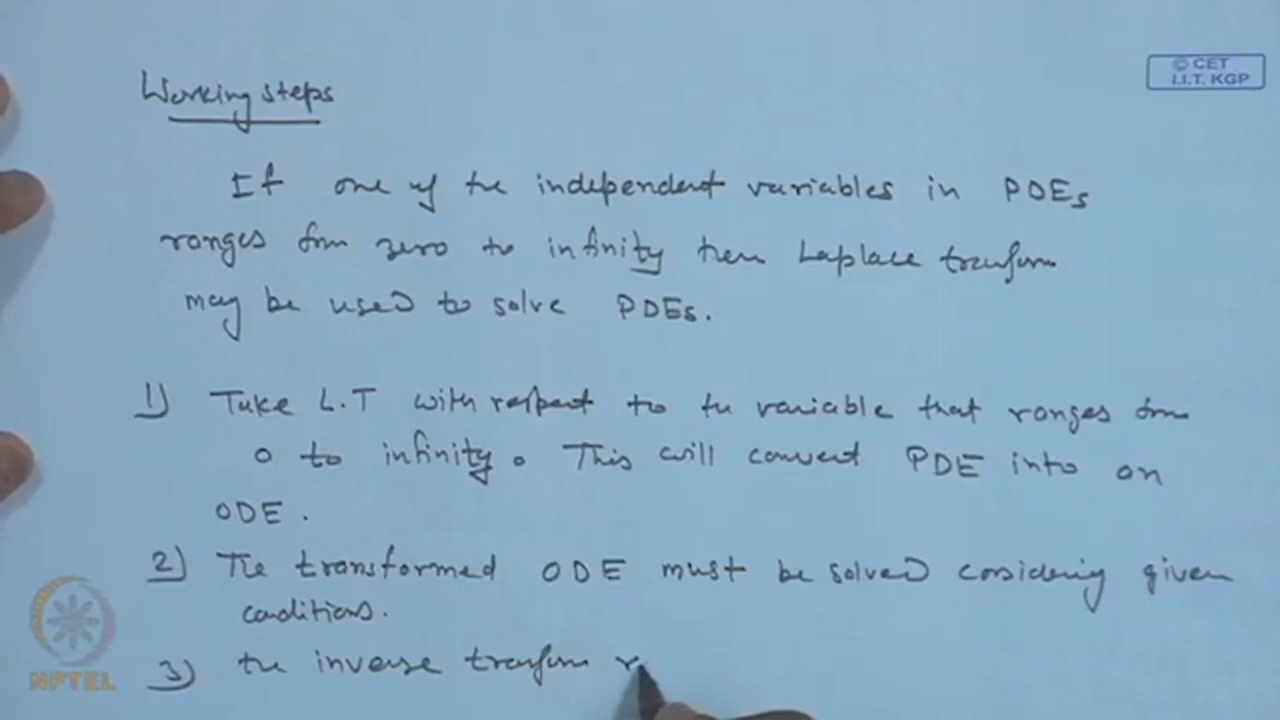 © CET
I.I.T. KGP
Working steps
If one of the independent variables in PDEs
ranges from zero to infinity then Laplace transform
may be used to solve PDEs.
1) Take L.T with respect to the variable that ranges from
0 to infinity. This will convert PDE into an
ODE.
2) The transformed ODE must be solved considering given
conditions.
3) the inverse transform
NPTEL